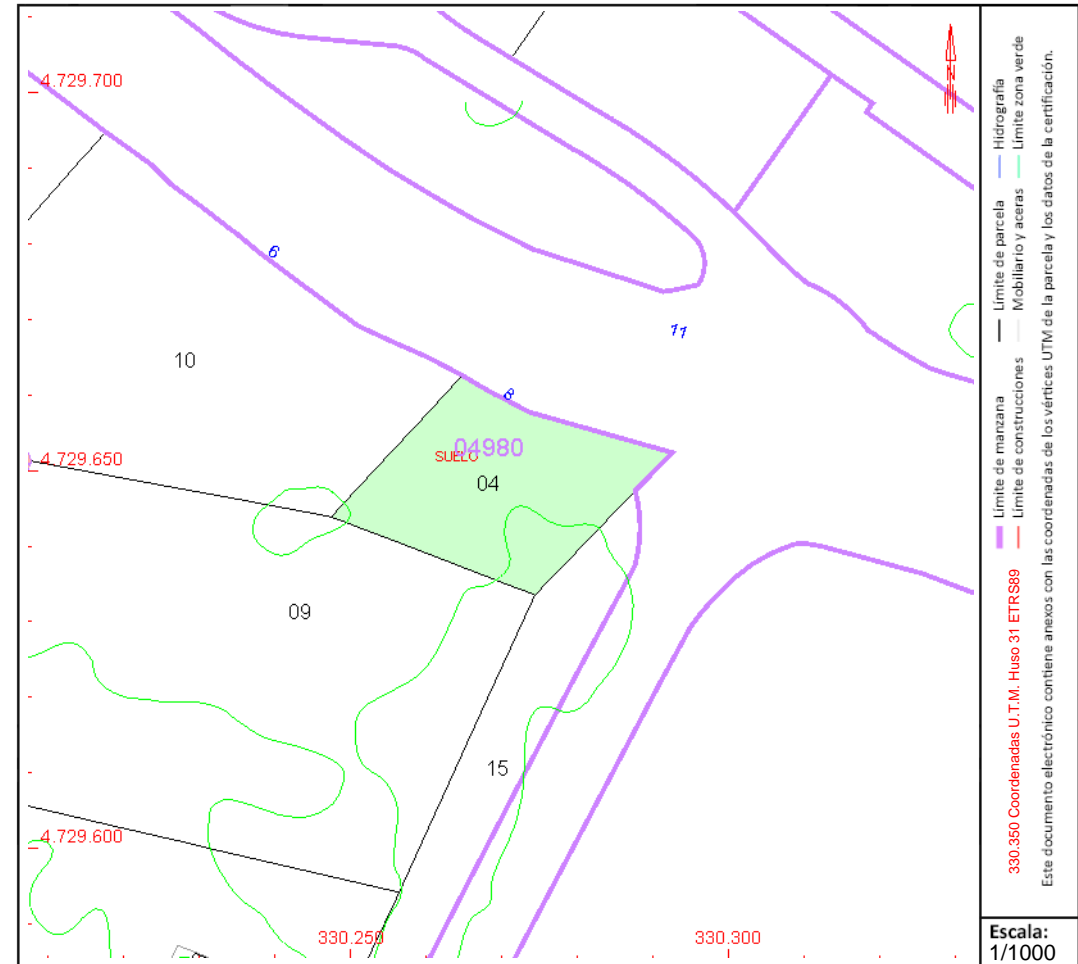 4.729.700
N
6
11
10
8
04980
SUELO
04
4.729.650
09
15
4.729.600
330.250
330.300
Hidrografía
Límite zona verde
Límite de parcela
Mobiliario y aceras
Límite de manzana
Límite de construcciones
330.350 Coordenadas U.T.M. Huso 31 ETRS89
Este documento electrónico contiene anexos con las coordenadas de los vértices UTM de la parcela y los datos de la certificación.
Escala:
1/1000